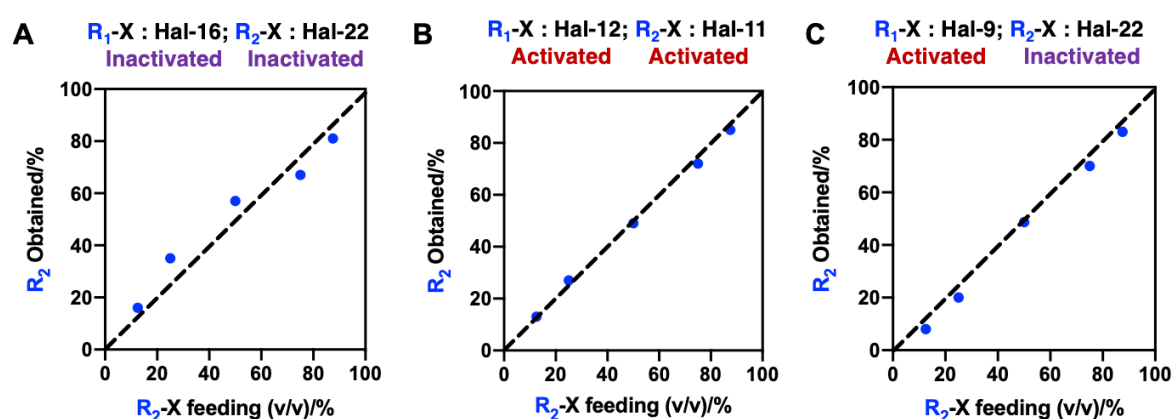 A
R1-X : Hal-16; R2-X : Hal-22
Inactivated Inactivated
100
80
60
40
20
0
R2 Obtained/%
0 20 40 60 80 100
R2-X feeding (v/v)/%
B
R1-X : Hal-12; R2-X : Hal-11
Activated Activated
100
80
60
40
20
0
R2 Obtained/%
0 20 40 60 80 100
R2-X feeding (v/v)/%
C
R1-X : Hal-9; R2-X : Hal-22
Activated Inactivated
100
80
60
40
20
0
R2 Obtained/%
0 20 40 60 80 100
R2-X feeding (v/v)/%